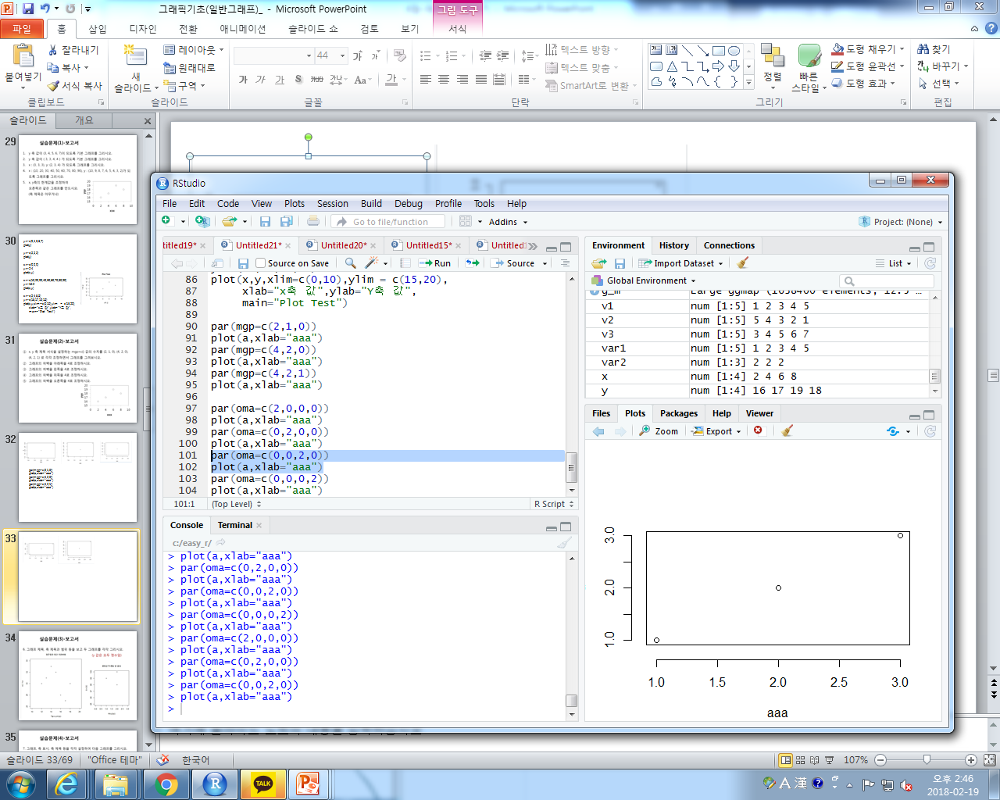 그래픽기초(일반그래프)_ - Microsoft PowerPoint
그림 도구
파일 홈 삽입 디자인 전환 애니메이션 슬라이드 쇼 검토 보기 서식
붙여넣기
잘라내기
복사
서식 복사
클립보드
새
슬라이드
레이아웃
원래대로
구역
슬라이드
44
가 가 가 S 가나 Aa 가
글꼴
텍스트 방향
텍스트 맞춤
SmartArt로 변환
단락
정렬
빠른
스타일
도형 채우기
도형 윤곽선
도형 효과
그리기
찾기
바꾸기
선택
편집
슬라이드 개요
29
실습문제(1)-보고서
30
31
실습문제(2)-보고서
32
33
34
실습문제(3)-보고서
35
실습문제(4)-보고서
RStudio
File Edit Code View Plots Session Build Debug Profile Tools Help
Go to file/function
Addins
Project: (None)
titled19* Untitled21* Untitled20* Untitled15* Untitled
Source on Save
Run
Source
86 plot(x,y,xlim=c(0,10),ylim = c(15,20),
87 xlab="x축 값",ylab="Y축 값",
88 main="Plot Test")
89
90 par(mgp=c(2,1,0))
91 plot(a,xlab="aaa")
92 par(mgp=c(4,2,0))
93 plot(a,xlab="aaa")
94 par(mgp=c(4,2,1))
95 plot(a,xlab="aaa")
96
97 par(oma=c(2,0,0,0))
98 plot(a,xlab="aaa")
99 par(oma=c(0,2,0,0))
100 plot(a,xlab="aaa")
101 par(oma=c(0,0,2,0))
102 plot(a,xlab="aaa")
103 par(oma=c(0,0,0,2))
104 plot(a,xlab="aaa")
101:1 (Top Level) R Script
Console Terminal
c:/easy_r/
> plot(a,xlab="aaa")
> par(oma=c(0,2,0,0))
> plot(a,xlab="aaa")
> par(oma=c(0,0,2,0))
> plot(a,xlab="aaa")
> par(oma=c(0,0,0,2))
> plot(a,xlab="aaa")
> par(oma=c(2,0,0,0))
> plot(a,xlab="aaa")
> par(oma=c(0,2,0,0))
> plot(a,xlab="aaa")
> par(oma=c(0,0,2,0))
> plot(a,xlab="aaa")
>
Environment History Connections
Import Dataset
List
Global Environment
v1 num [1:5] 1 2 3 4 5
v2 num [1:5] 5 4 3 2 1
v3 num [1:5] 3 4 5 6 7
var1 num [1:5] 1 2 3 4 5
var2 num [1:3] 2 2 2
x num [1:4] 2 4 6 8
y num [1:4] 16 17 19 18
Files Plots Packages Help Viewer
Zoom Export
3.0
2.0
1.0
1.0 1.5 2.0 2.5 3.0
aaa
슬라이드 33/69 "Office 테마" 한국어 107%
TALK
A 漢
오후 2:46
2018-02-19